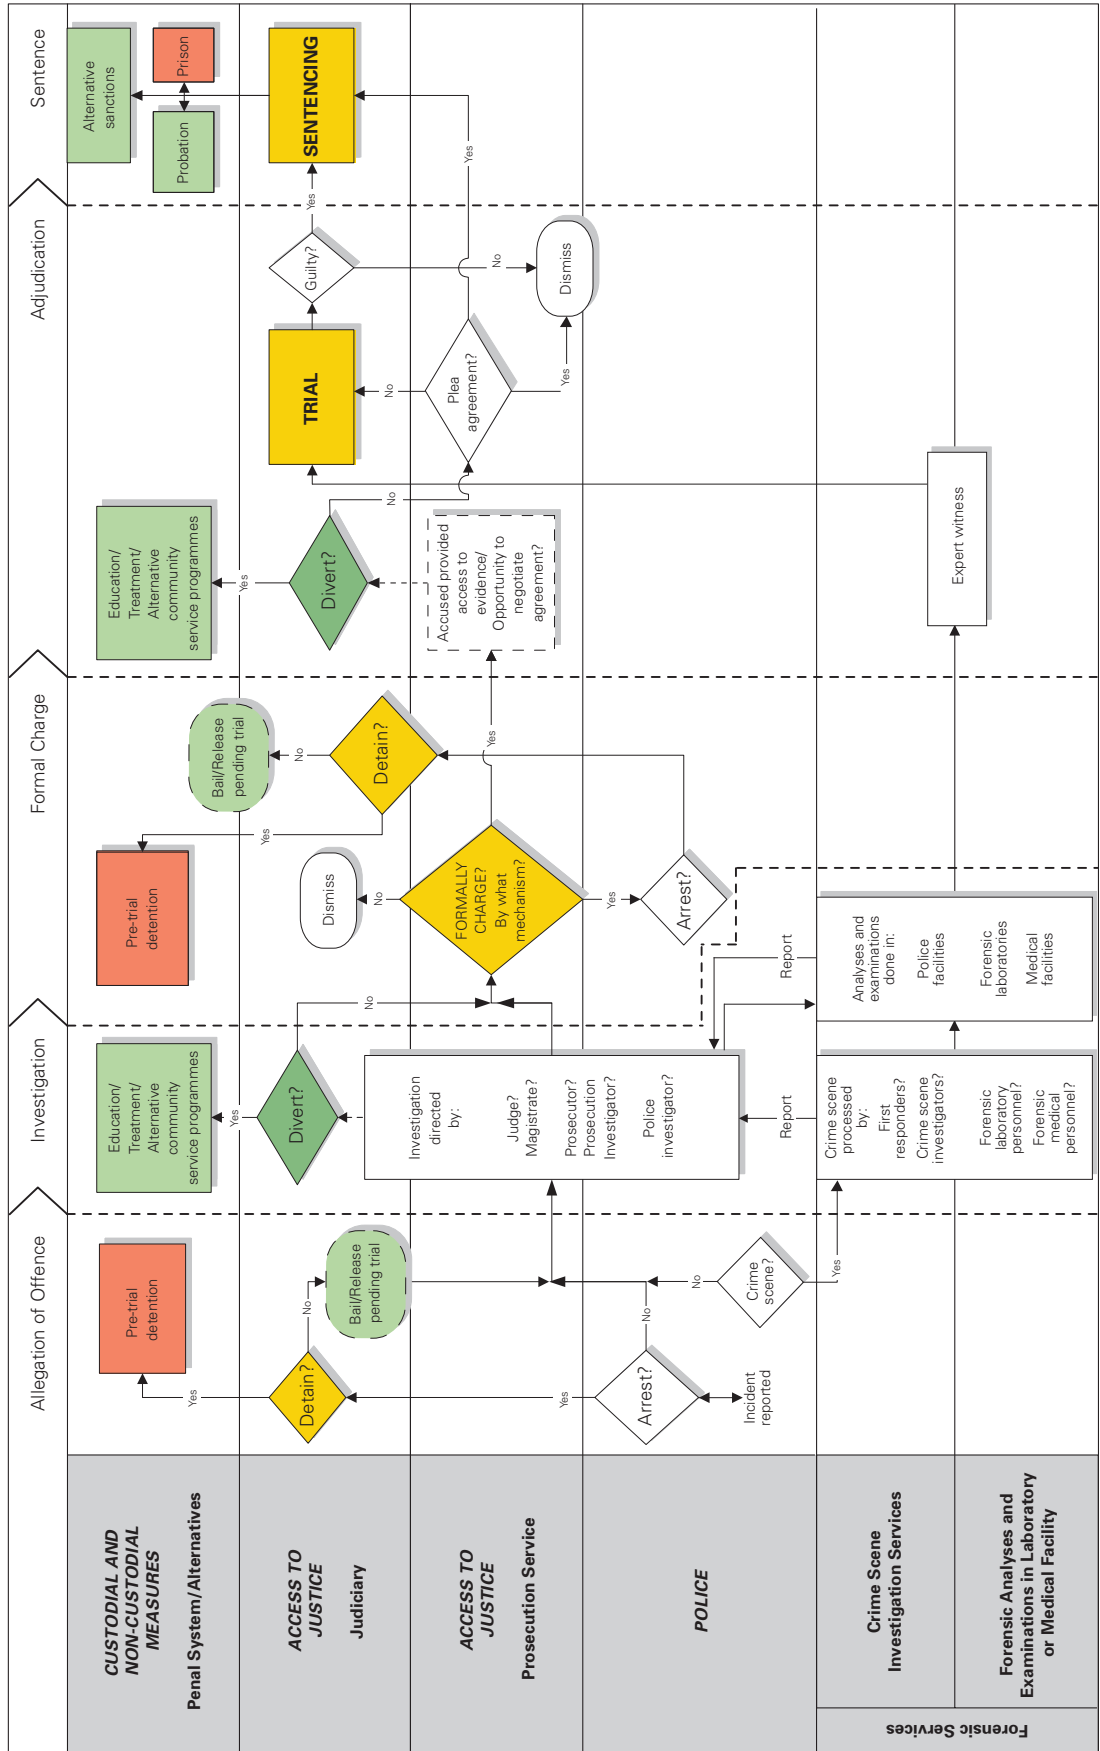 Allegation of Offence
Investigation
Formal Charge
Adjudication
Sentence
CUSTODIAL AND
NON-CUSTODIAL
MEASURES
Penal System/Alternatives
Pre-trial
detention
Education/
Treatment/
Alternative
community
service programmes
Pre-trial
detention
Bail/Release
pending trial
Education/
Treatment/
Alternative
community
service programmes
Alternative
sanctions
Probation
Prison
Yes
Yes
Yes
No
Yes
ACCESS TO
JUSTICE
Judiciary
Detain?
No
Bail/Release
pending trial
Divert?
No
Dismiss
No
Detain?
Divert?
No
TRIAL
Guilty?
Yes
SENTENCING
No
No
ACCESS TO
JUSTICE
Prosecution Service
Yes
Investigation
directed
by:
Judge?
Magistrate?
Prosecutor?
Prosecution
Investigator?
Police
investigator?
FORMALLY
CHARGE?
By what
mechanism?
Yes
Accused provided
access to
evidence/
Opportunity to
negotiate
agreement?
Plea
agreement?
Yes
No
Dismiss
Yes
POLICE
Arrest?
No
Incident
reported
No
Crime
scene?
Yes
Yes
Arrest?
Report
Report
Forensic Services
Crime Scene
Investigation Services
Crime scene
processed
by:
First
responders?
Crime scene
investigators?
Forensic
laboratory
personnel?
Forensic
medical
personnel?
Analyses and
examinations
done in:
Police
facilities
Forensic
laboratories
Medical
facilities
Expert witness
Forensic Analyses and
Examinations in Laboratory
or Medical Facility